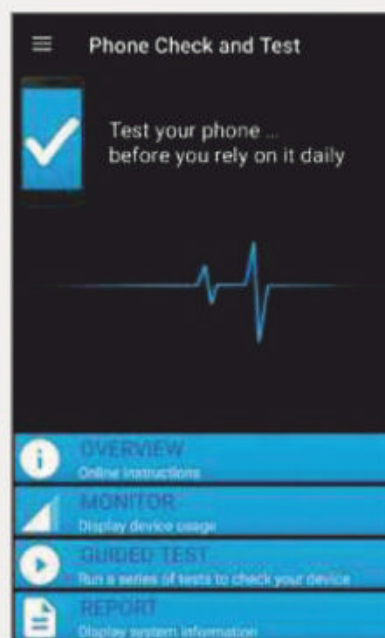 Phone Check and Test
Test your phone ...
before you rely on it daily
OVERVIEW
Online instructions
MONITOR
Display device usage
GUIDED TEST
Run a series of tests to check your device
REPORT
Display system information